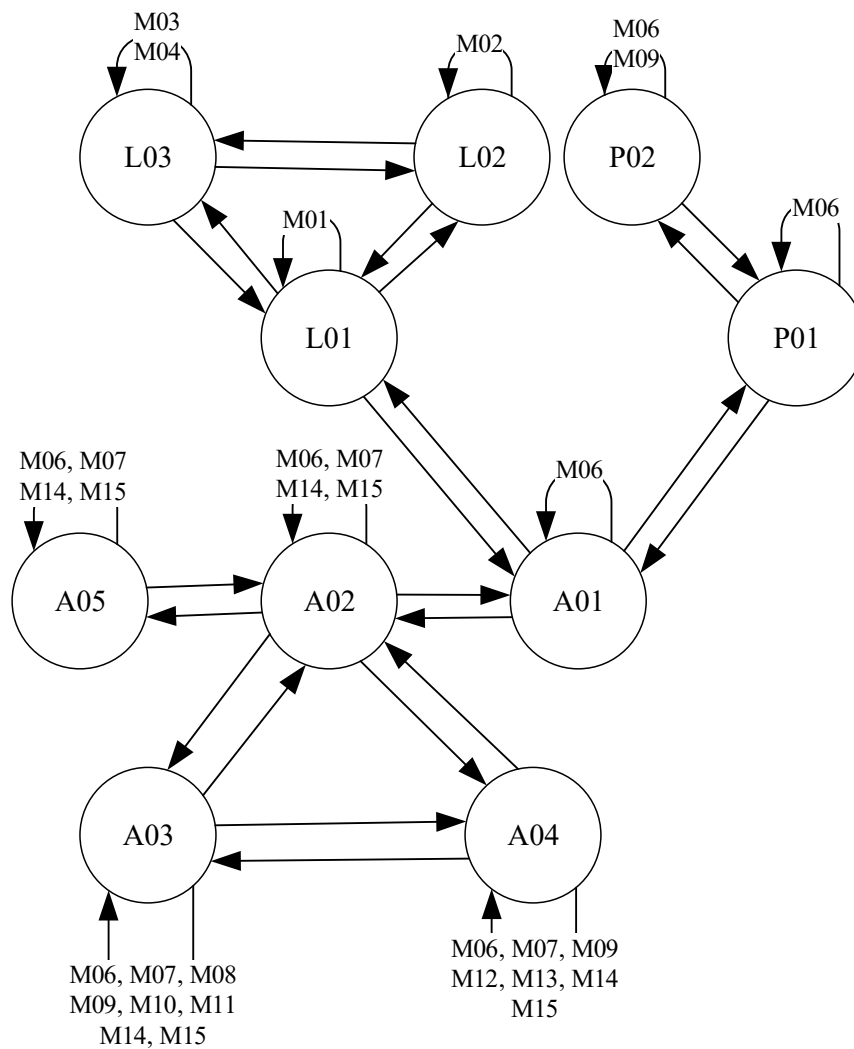 M03
M04
M02
M06
M09
L03
L02
P02
M01
M06
L01
P01
M06, M07
M14, M15
M06, M07
M14, M15
M06
A05
A02
A01
A03
A04
M06, M07, M08
M09, M10, M11
M14, M15
M06, M07, M09
M12, M13, M14
M15